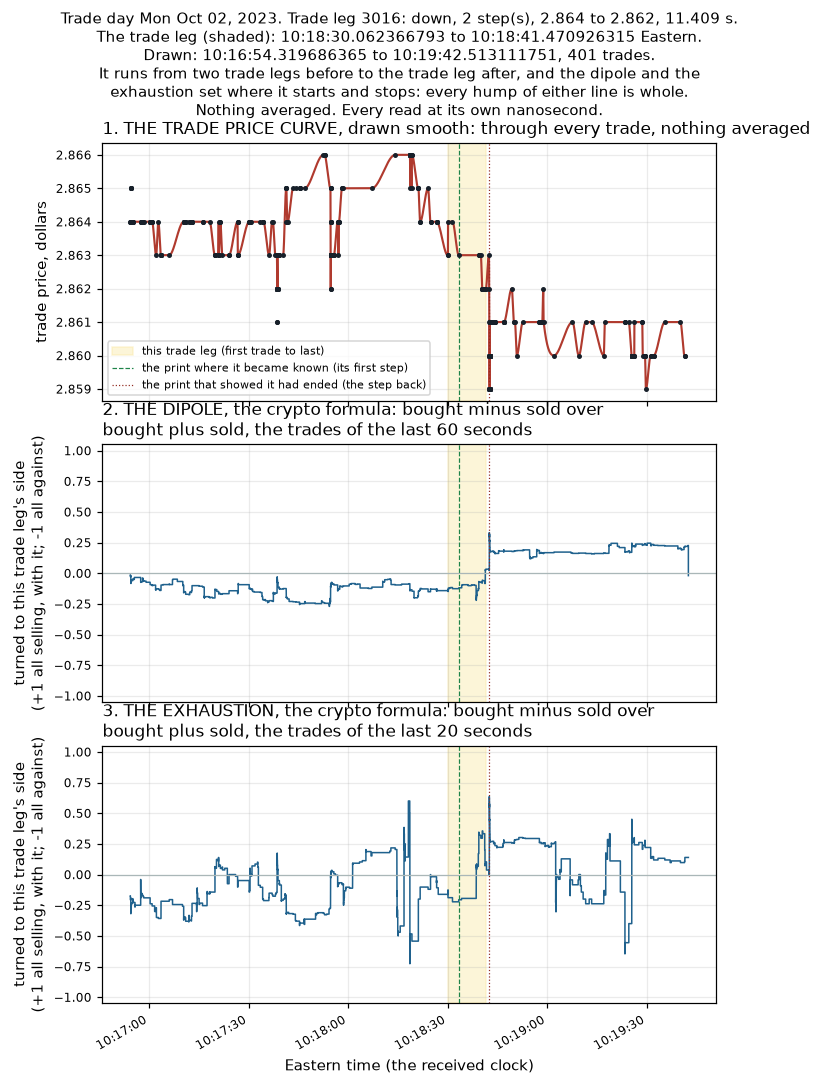 Trade day Mon Oct 02, 2023. Trade leg 3016: down, 2 step(s), 2.864 to 2.862, 11.409 s.
The trade leg (shaded): 10:18:30.062366793 to 10:18:41.470926315 Eastern.
Drawn: 10:16:54.319686365 to 10:19:42.513111751, 401 trades.
It runs from two trade legs before to the trade leg after, and the dipole and the
exhaustion set where it starts and stops: every hump of either line is whole.
Nothing averaged. Every read at its own nanosecond.
1. THE TRADE PRICE CURVE, drawn smooth: through every trade, nothing averaged
trade price, dollars
2.866
2.865
2.864
2.863
2.862
2.861
2.860
2.859
this trade leg (first trade to last)
the print where it became known (its first step)
the print that showed it had ended (the step back)
2. THE DIPOLE, the crypto formula: bought minus sold over
bought plus sold, the trades of the last 60 seconds
turned to this trade leg's side
(+1 all selling, with it; -1 all against)
1.00
0.75
0.50
0.25
0.00
−0.25
−0.50
−0.75
−1.00
3. THE EXHAUSTION, the crypto formula: bought minus sold over
bought plus sold, the trades of the last 20 seconds
turned to this trade leg's side
(+1 all selling, with it; -1 all against)
1.00
0.75
0.50
0.25
0.00
−0.25
−0.50
−0.75
−1.00
10:17:00
10:17:30
10:18:00
10:18:30
10:19:00
10:19:30
Eastern time (the received clock)